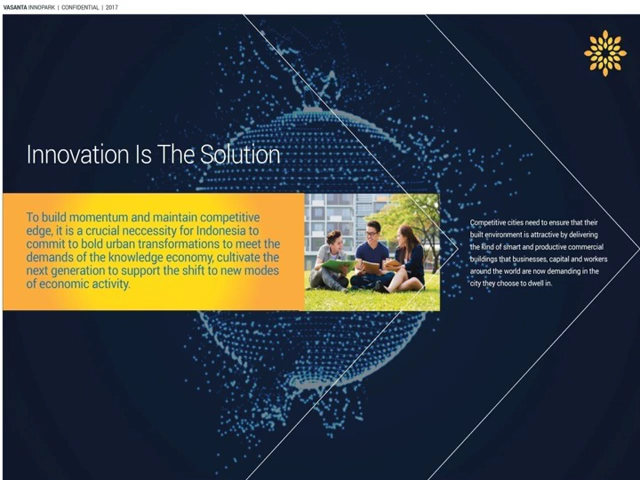 VASANTA INNOPARK | CONFIDENTIAL | 2017
Innovation Is The Solution
To build momentum and maintain competitive
edge, it is a crucial neccessity for Indonesia to
commit to bold urban transformations to meet the
demands of the knowledge economy, cultivate the
next generation to support the shift to new modes
of economic activity.
Competitive cities need to ensure that their
built environment is attractive by delivering
the kind of smart and productive commercial
buildings that businesses, capital and workers
around the world are now demanding in the
city they choose to dwell in.